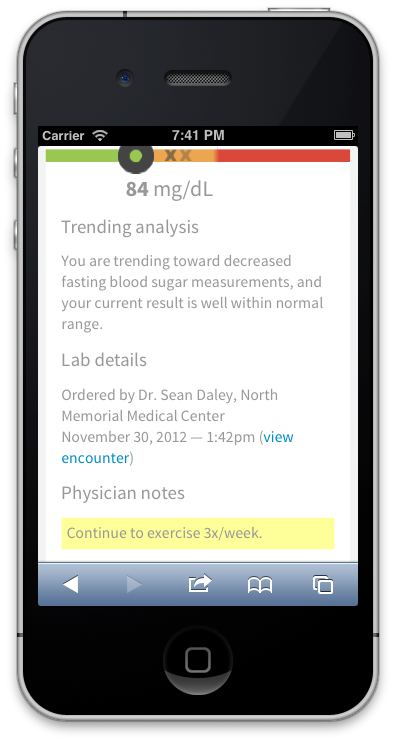 Carrier 7:41 PM
XX
84 mg/dL
Trending analysis
You are trending toward decreased
fasting blood sugar measurements, and
your current result is well within normal
range.
Lab details
Ordered by Dr. Sean Daley, North
Memorial Medical Center
November 30, 2012 — 1:42pm (view
encounter)
Physician notes
Continue to exercise 3x/week.